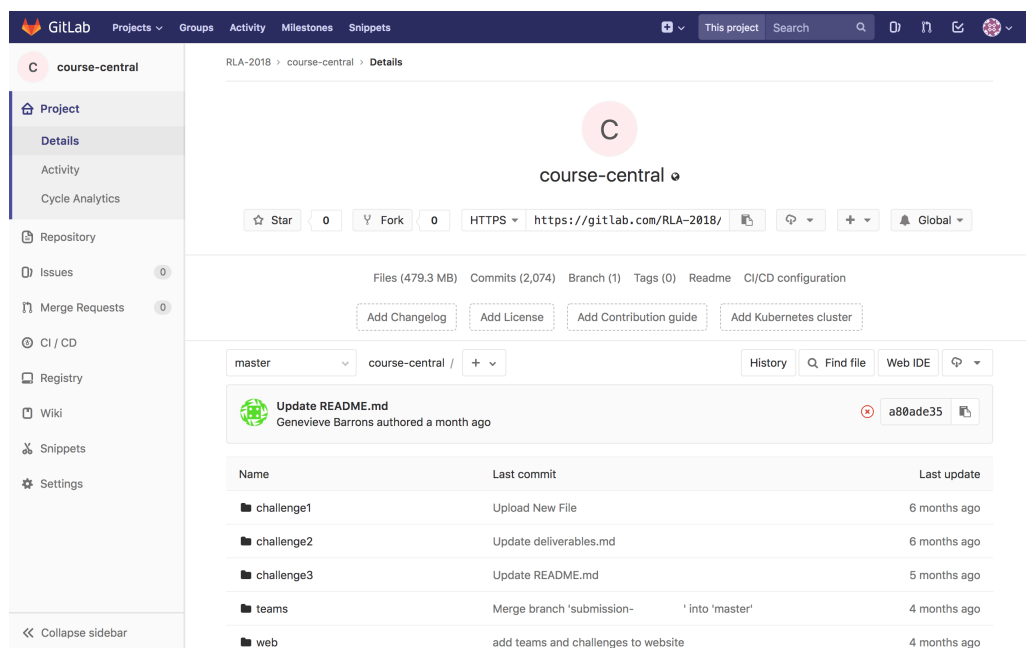 GitLab Projects Groups Activity Milestones Snippets This project Search
C course-central
RLA-2018 > course-central > Details
Project
Details
Activity
Cycle Analytics
Repository
Issues 0
Merge Requests 0
CI / CD
Registry
Wiki
Snippets
Settings
Collapse sidebar
C
course-central
Star 0 Fork 0 HTTPS https://gitlab.com/RLA-2018/ + Global
Files (479.3 MB) Commits (2,074) Branch (1) Tags (0) Readme CI/CD configuration
Add Changelog Add License Add Contribution guide Add Kubernetes cluster
master course-central / + History Find file Web IDE
Update README.md
Genevieve Barrons authored a month ago
a80ade35
Name Last commit Last update
challenge1 Upload New File 6 months ago
challenge2 Update deliverables.md 6 months ago
challenge3 Update README.md 5 months ago
teams Merge branch 'submission- ' into 'master' 4 months ago
web add teams and challenges to website 4 months ago